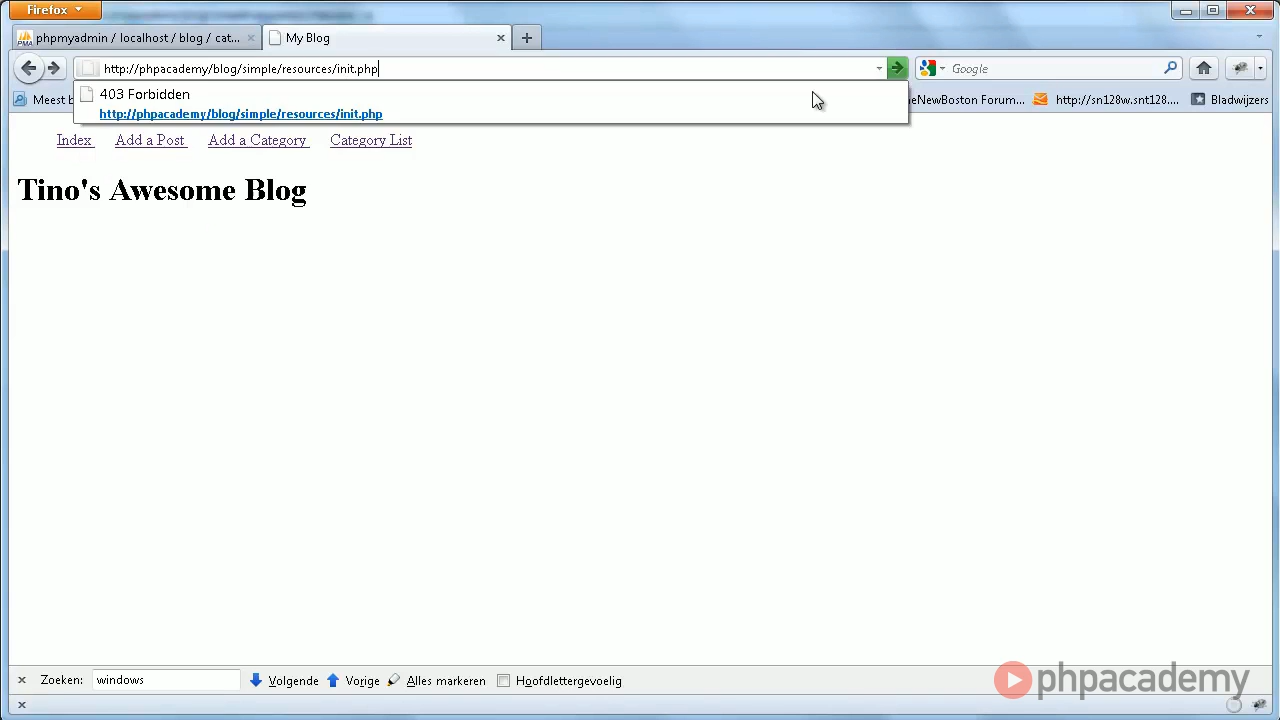 Firefox
phpmyadmin / localhost / blog / cat...
My Blog
http://phpacademy/blog/simple/resources/init.php
Google
403 Forbidden
http://phpacademy/blog/simple/resources/init.php
Meest b
eNewBoston Forum...
http://sn128w.snt128....
Bladwijzers
Index
Add a Post
Add a Category
Category List
Tino's Awesome Blog
Zoeken:
windows
Volgende
Vorige
Alles markeren
Hoofdlettergevoelig
phpacademy